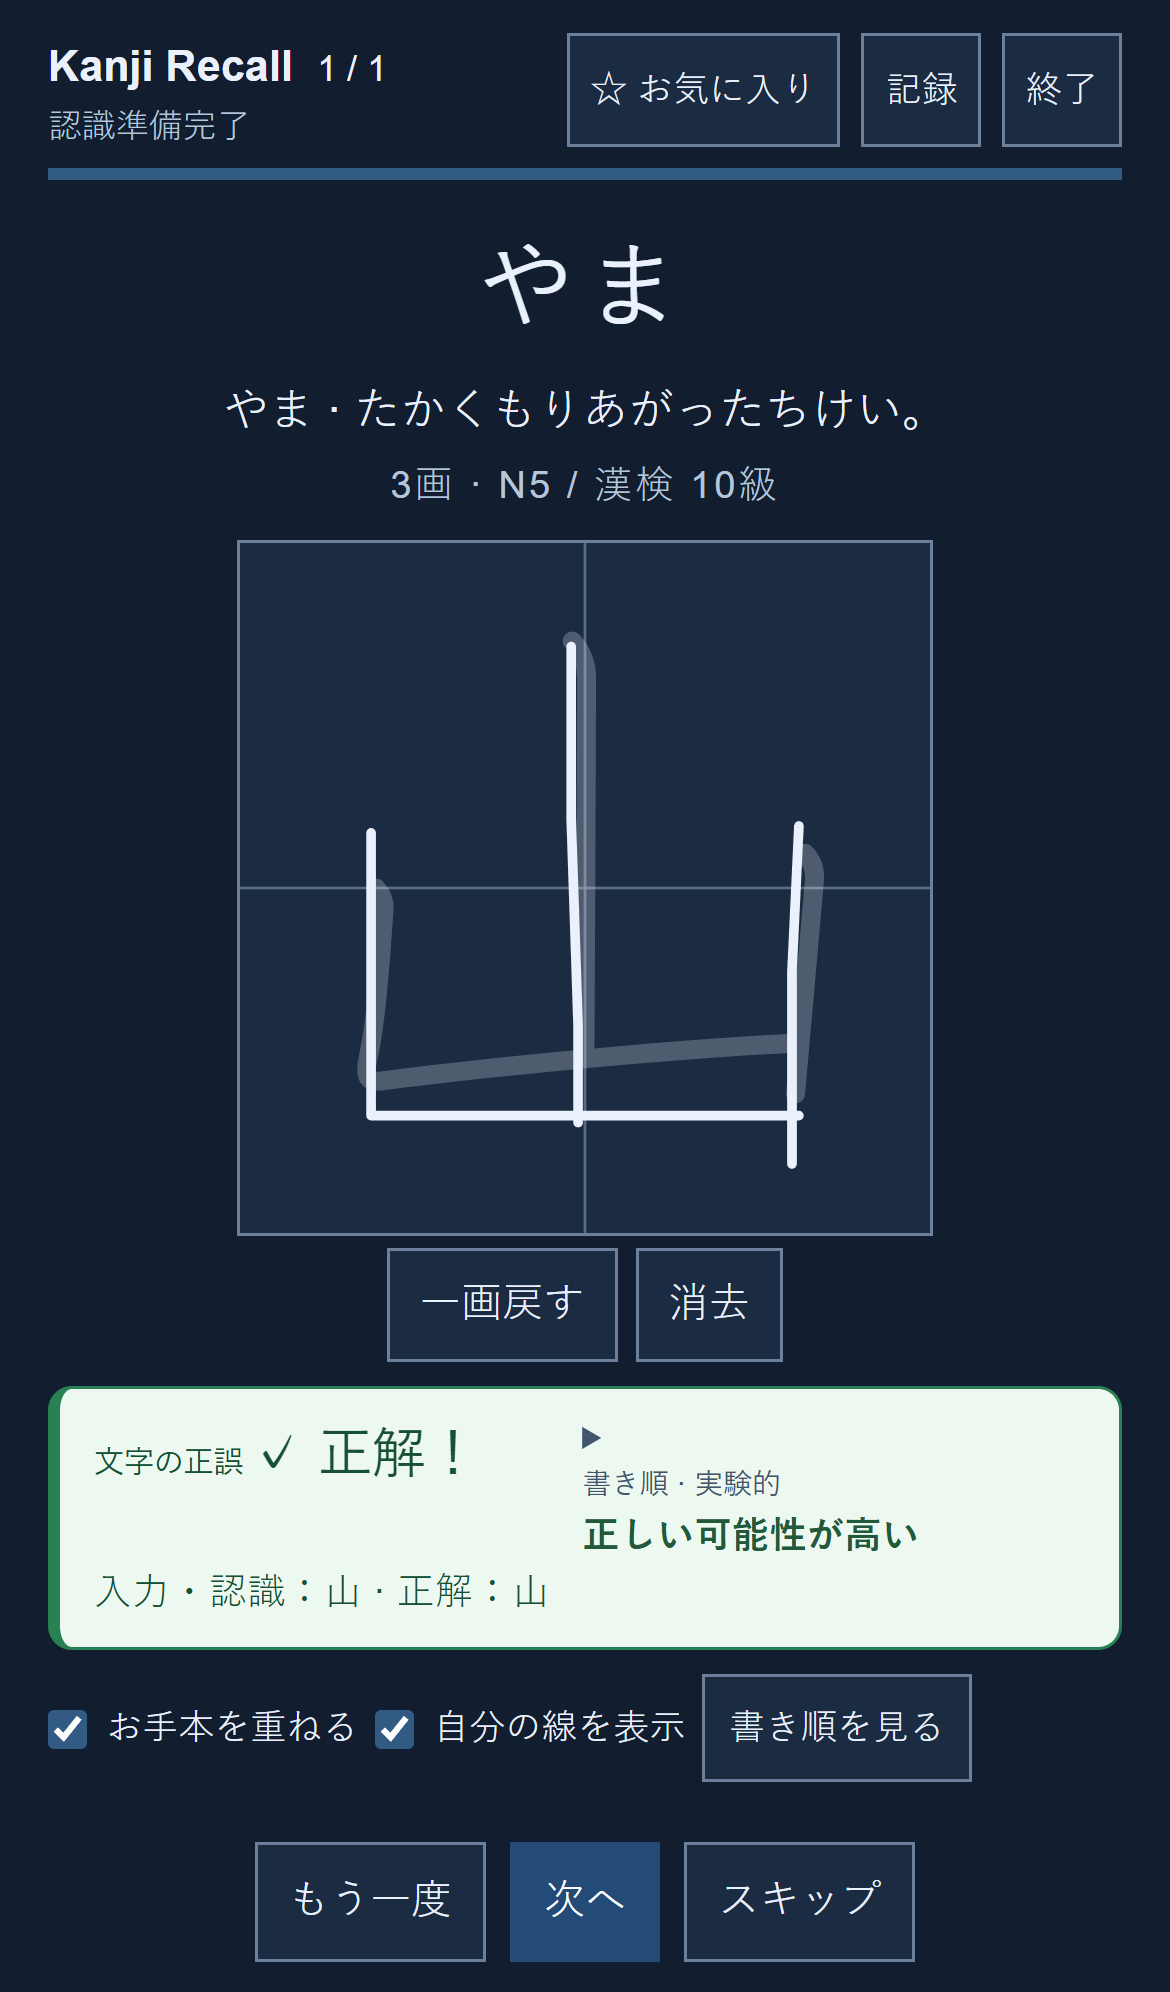 Kanji Recall 1 / 1
認識準備完了
☆ お気に入り
記録
終了
やま
やま · たかくもりあがったちけい。
3画 · N5 / 漢検 10級
山
一画戻す
消去
文字の正誤 ✓ 正解！
▶
書き順 · 実験的
正しい可能性が高い
入力・認識：山 · 正解：山
お手本を重ねる
自分の線を表示
書き順を見る
もう一度
次へ
スキップ